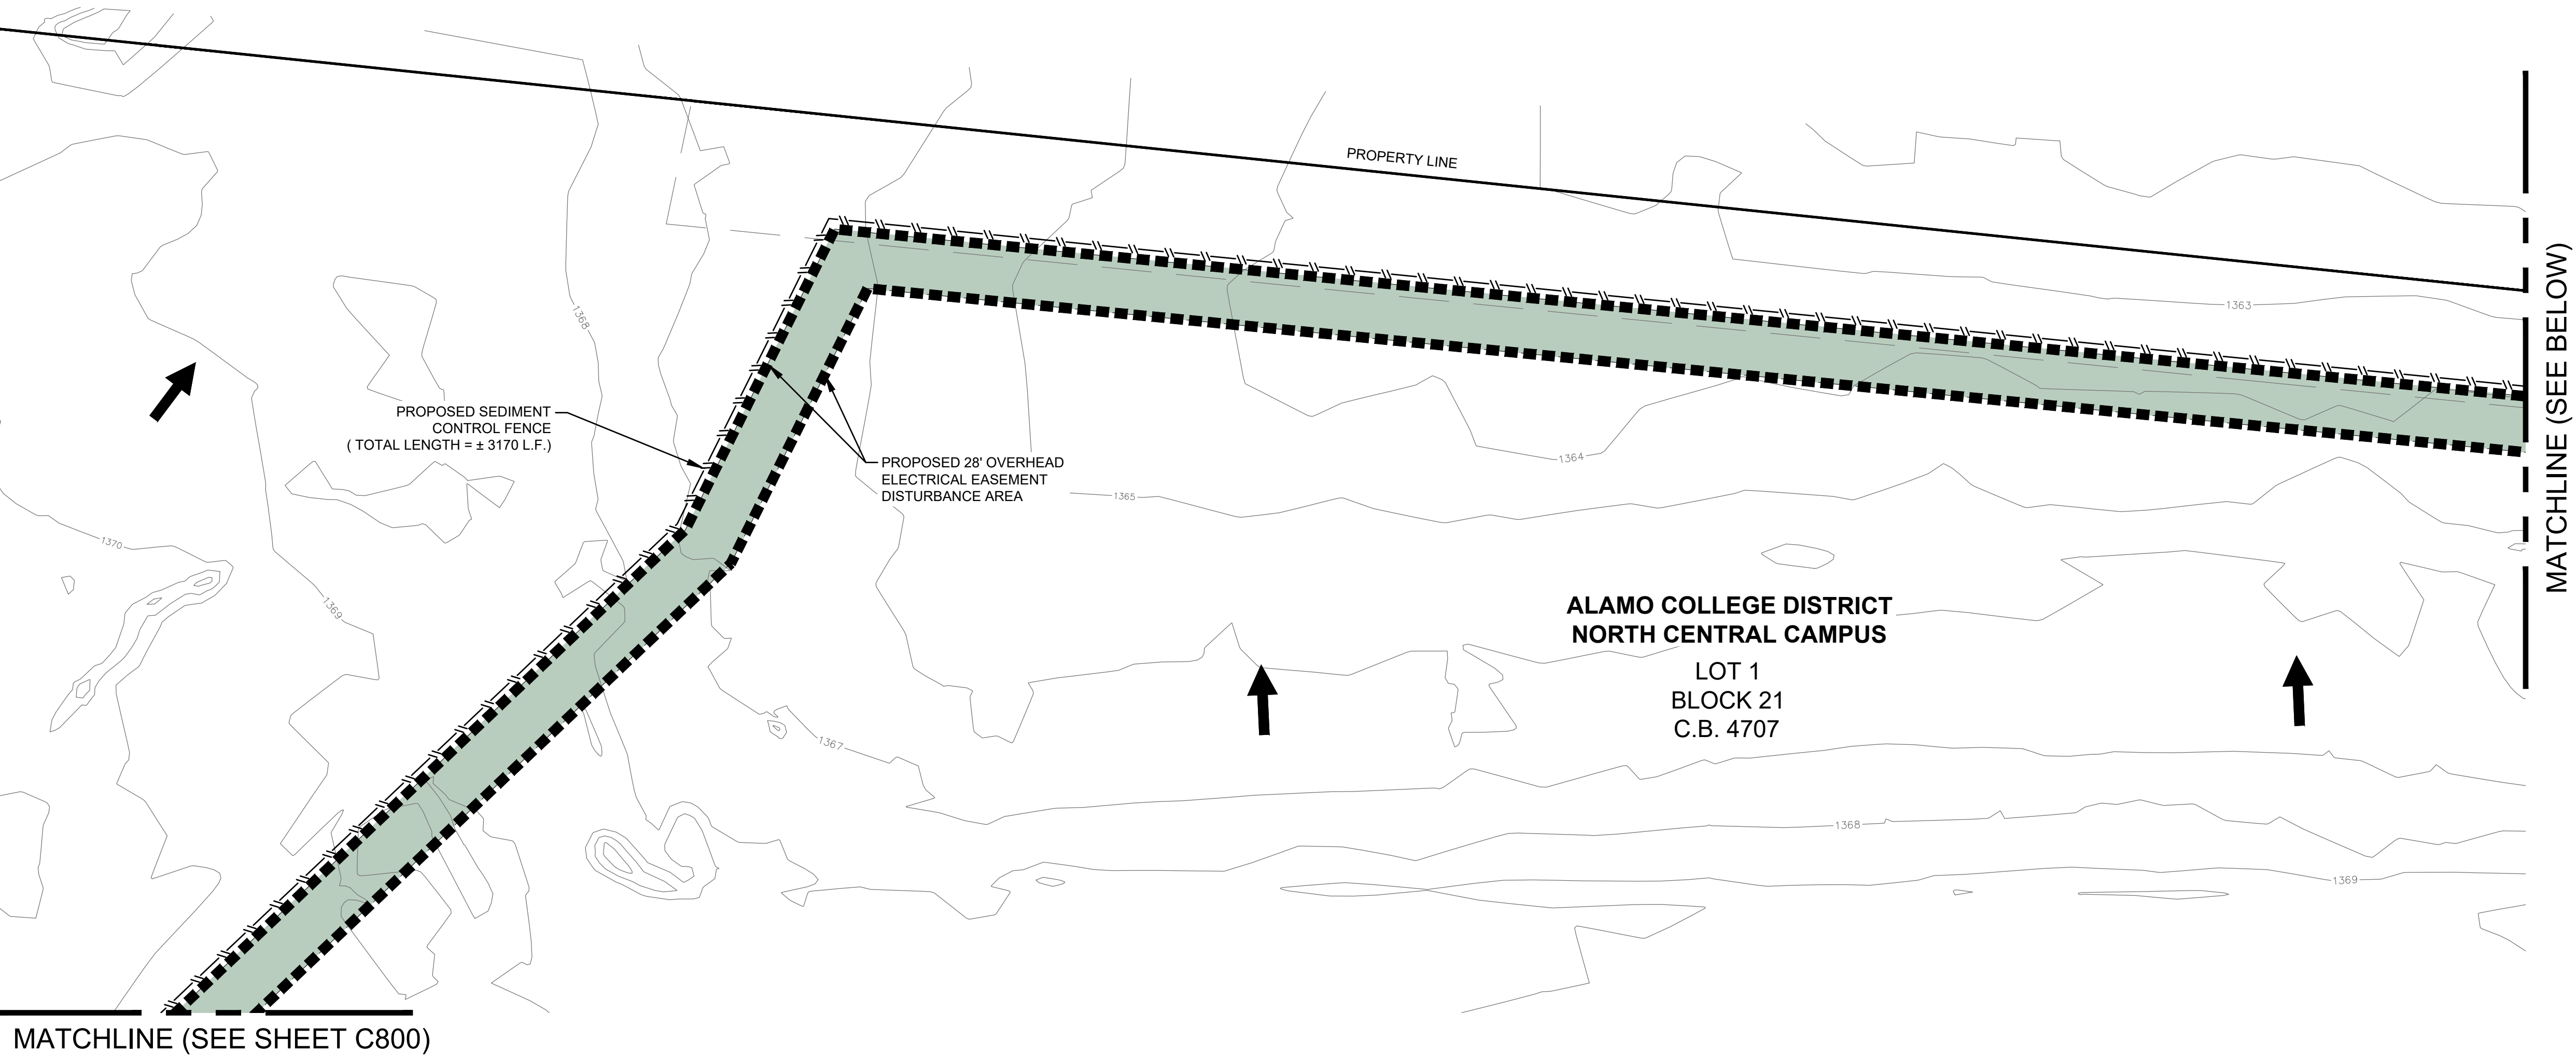 PROPERTY LINE
1363
1368
PROPOSED SEDIMENT
CONTROL FENCE
( TOTAL LENGTH = ± 3170 L.F.)
PROPOSED 28' OVERHEAD
ELECTRICAL EASEMENT
DISTURBANCE AREA
1364
1365
1370
1369
ALAMO COLLEGE DISTRICT
NORTH CENTRAL CAMPUS
LOT 1
BLOCK 21
C.B. 4707
1367
1368
1369
MATCHLINE (SEE BELOW)
MATCHLINE (SEE SHEET C800)